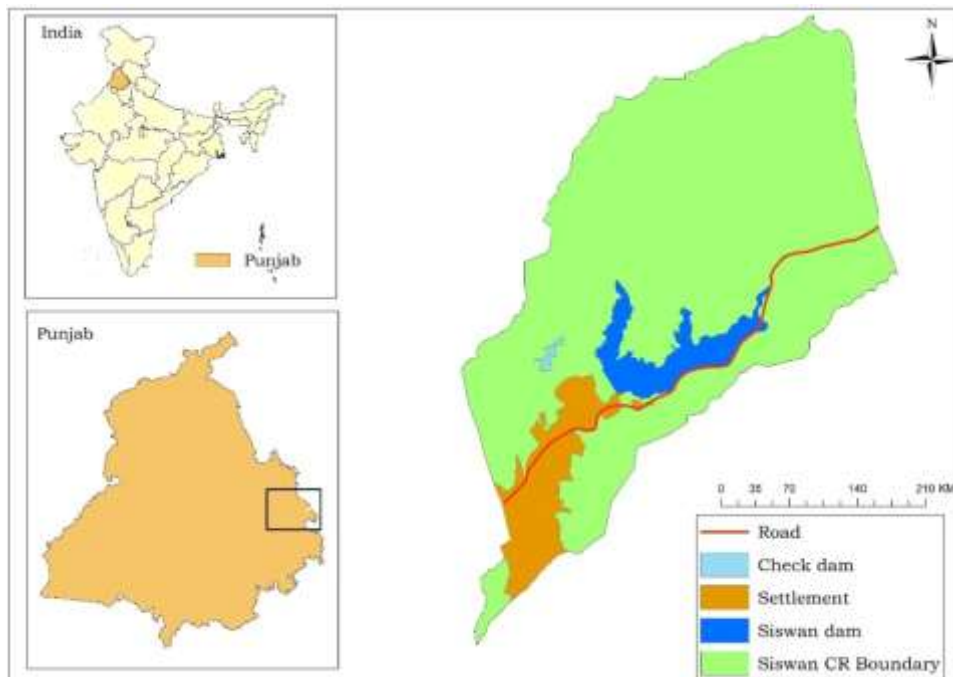 India
Punjab
Punjab
N
0 35 70 140 210 KM
Road
Check dam
Settlement
Siswan dam
Siswan CR Boundary